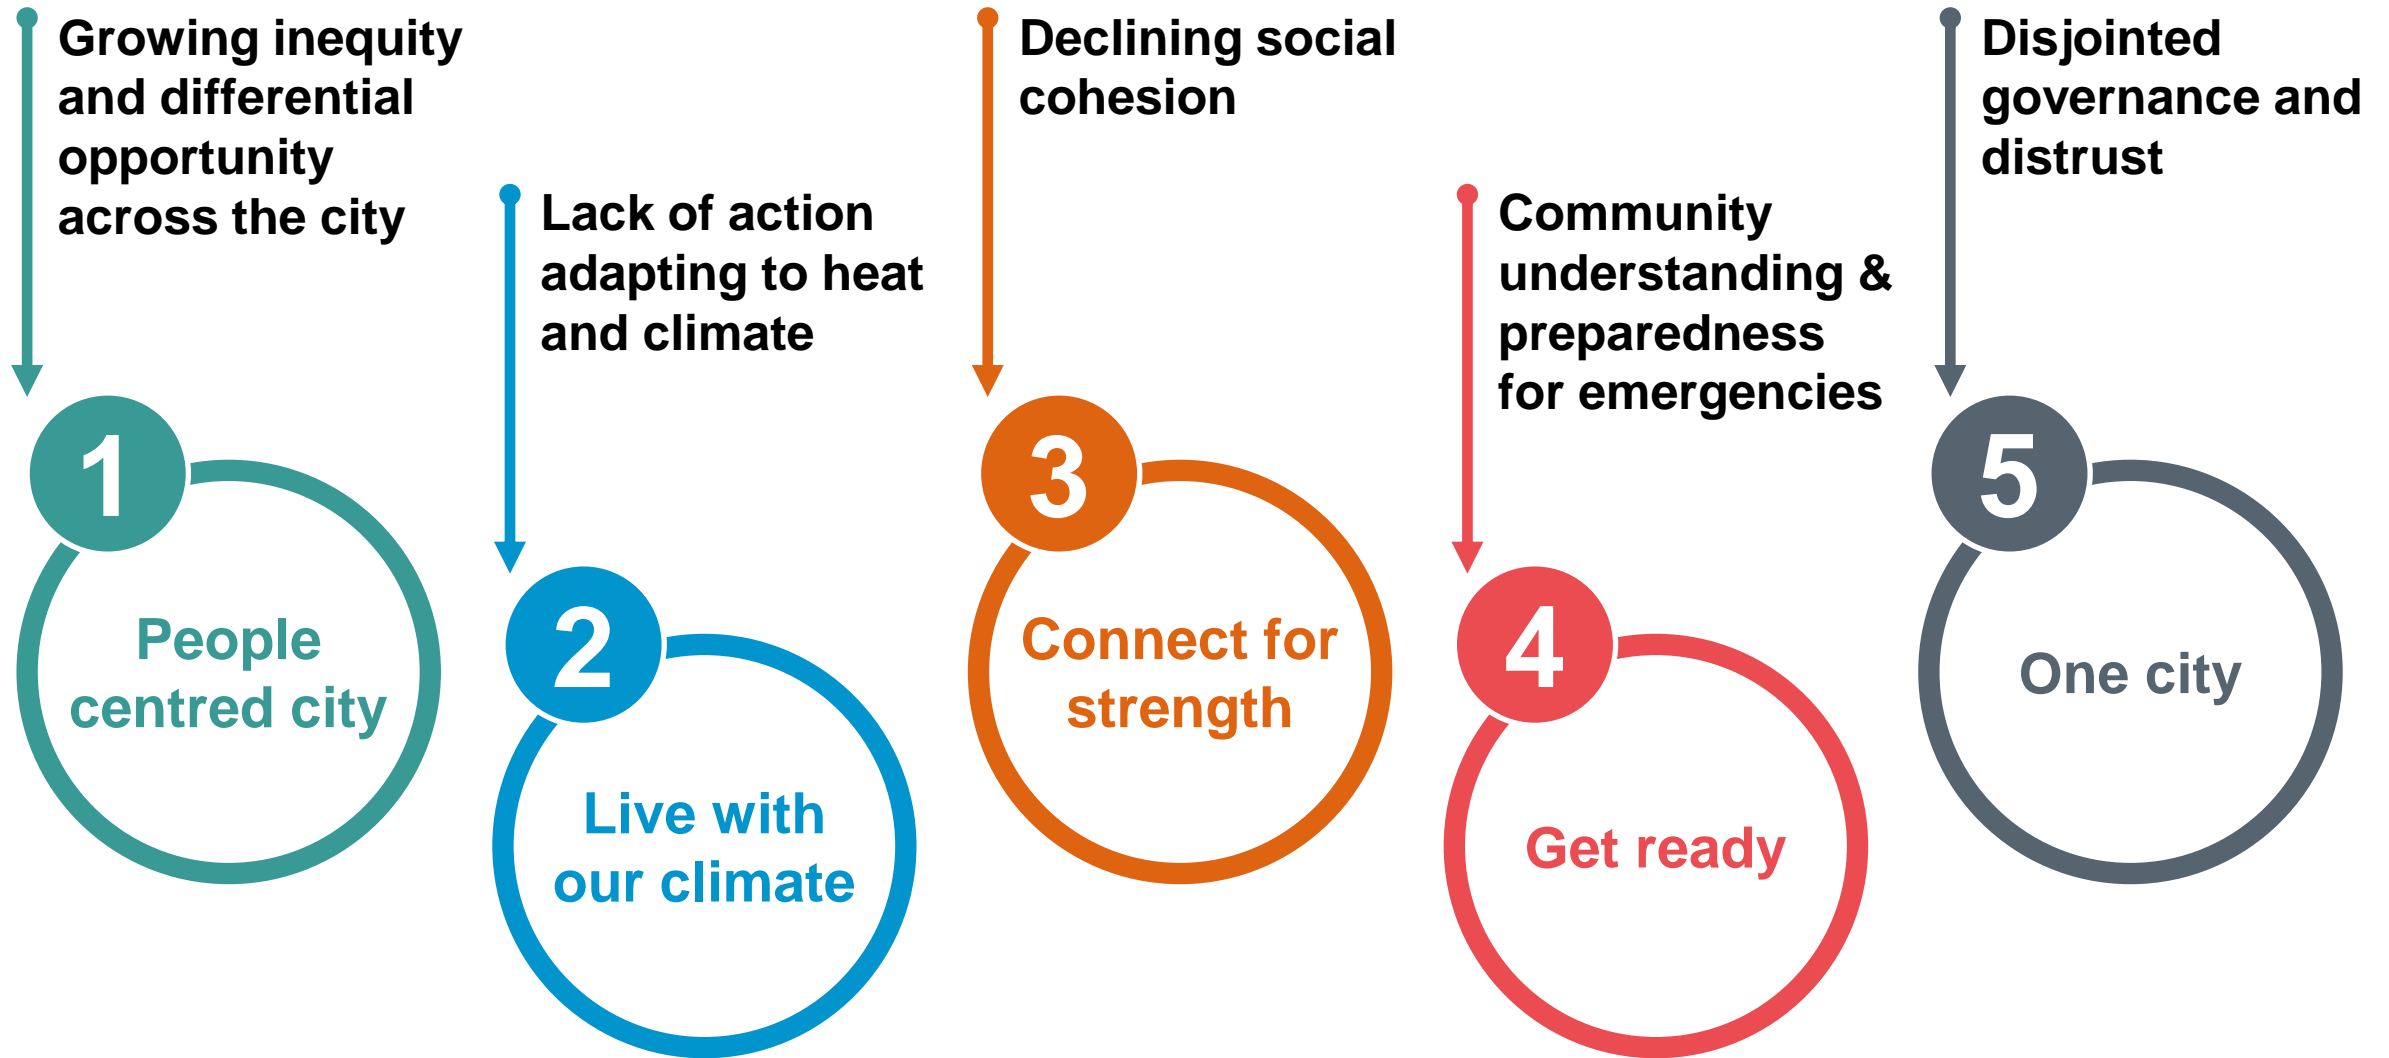 Growing inequity
and differential
opportunity
across the city
1
People
centred city
Lack of action
adapting to heat
and climate
2
Live with
our climate
Declining social
cohesion
3
Connect for
strength
Community
understanding &
preparedness
for emergencies
4
Get ready
Disjointed
governance and
distrust
5
One city